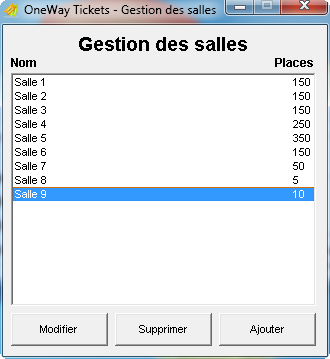 OneWay Tickets - Gestion des salles
Gestion des salles
Nom Places
Salle 1 150
Salle 2 150
Salle 3 150
Salle 4 250
Salle 5 350
Salle 6 150
Salle 7 50
Salle 8 5
Salle 9 10
Modifier Supprimer Ajouter